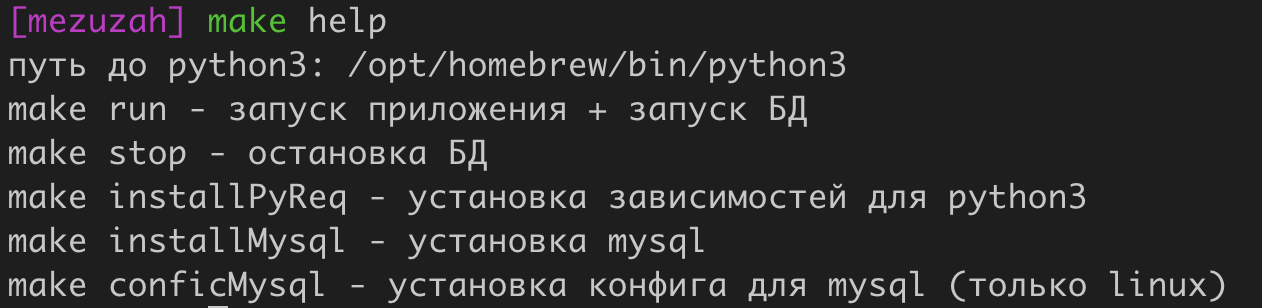 [mezuzah] make help
путь до python3: /opt/homebrew/bin/python3
make run - запуск приложения + запуск БД
make stop - остановка БД
make installPyReq - установка зависимостей для python3
make installMysql - установка mysql
make conficMysql - установка конфига для mysql (только linux)